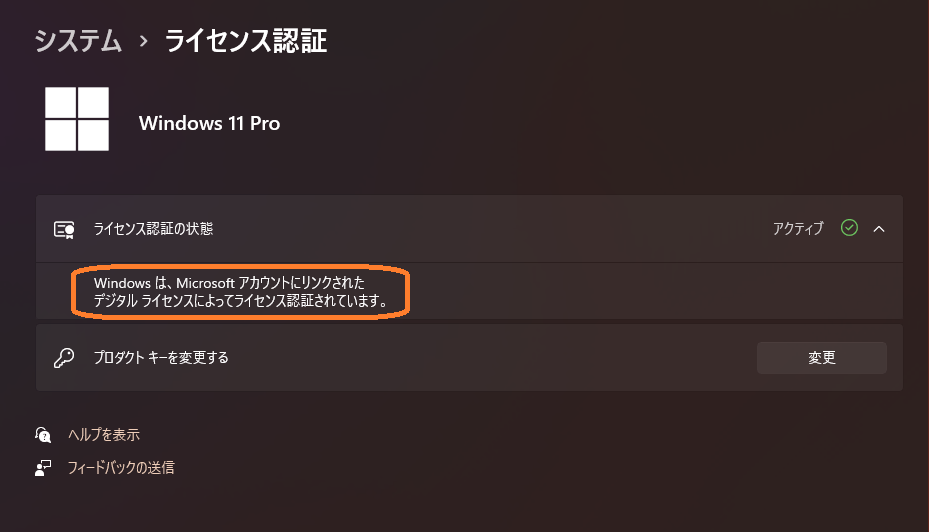 システム › ライセンス認証
Windows 11 Pro
ライセンス認証の状態 アクティブ
Windows は、Microsoft アカウントにリンクされた
デジタル ライセンスによってライセンス認証されています。
プロダクト キーを変更する 変更
ヘルプを表示
フィードバックの送信